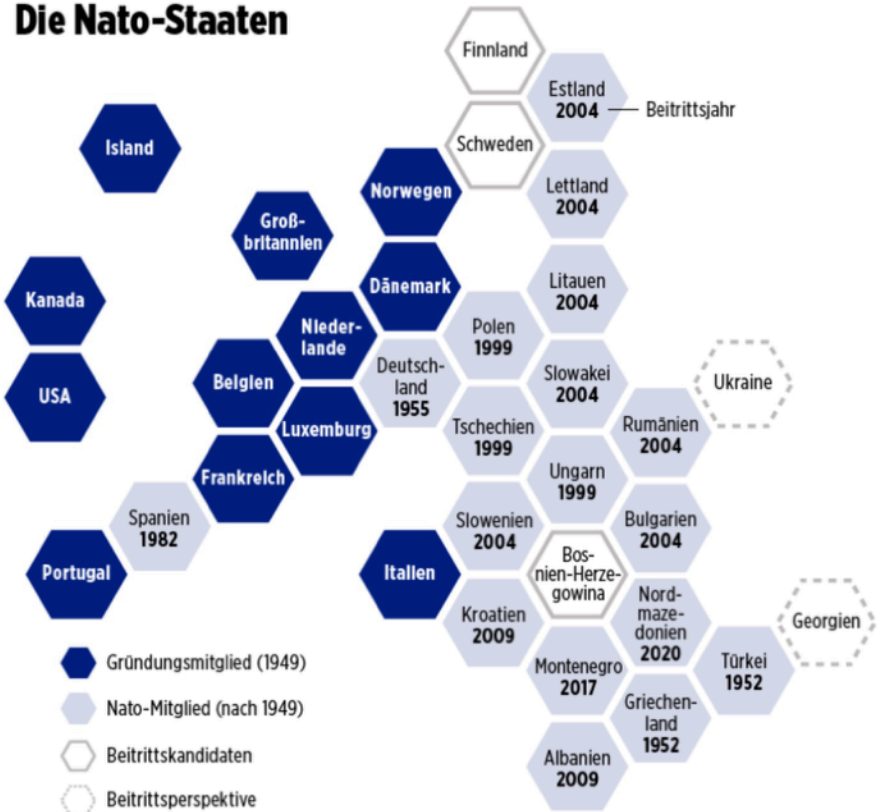 Die Nato-Staaten
Finnland
Estland
2004
Beitrittsjahr
Island
Schweden
Norwegen
Lettland
2004
Groß-
britannien
Kanada
Dänemark
Litauen
2004
Nieder-
lande
Polen
1999
USA
Belgien
Deutsch-
land
1955
Slowakei
2004
Ukraine
Luxemburg
Tschechien
1999
Rumänien
2004
Frankreich
Ungarn
1999
Spanien
1982
Slowenien
2004
Bulgarien
2004
Portugal
Italien
Bos-
nien-Herze-
gowina
Kroatien
2009
Nord-
maze-
donien
2020
Georgien
Gründungsmitglied (1949)
Montenegro
2017
Türkei
1952
Nato-Mitglied (nach 1949)
Griechen-
land
1952
Beitrittskandidaten
Albanien
2009
Beitrittsperspektive